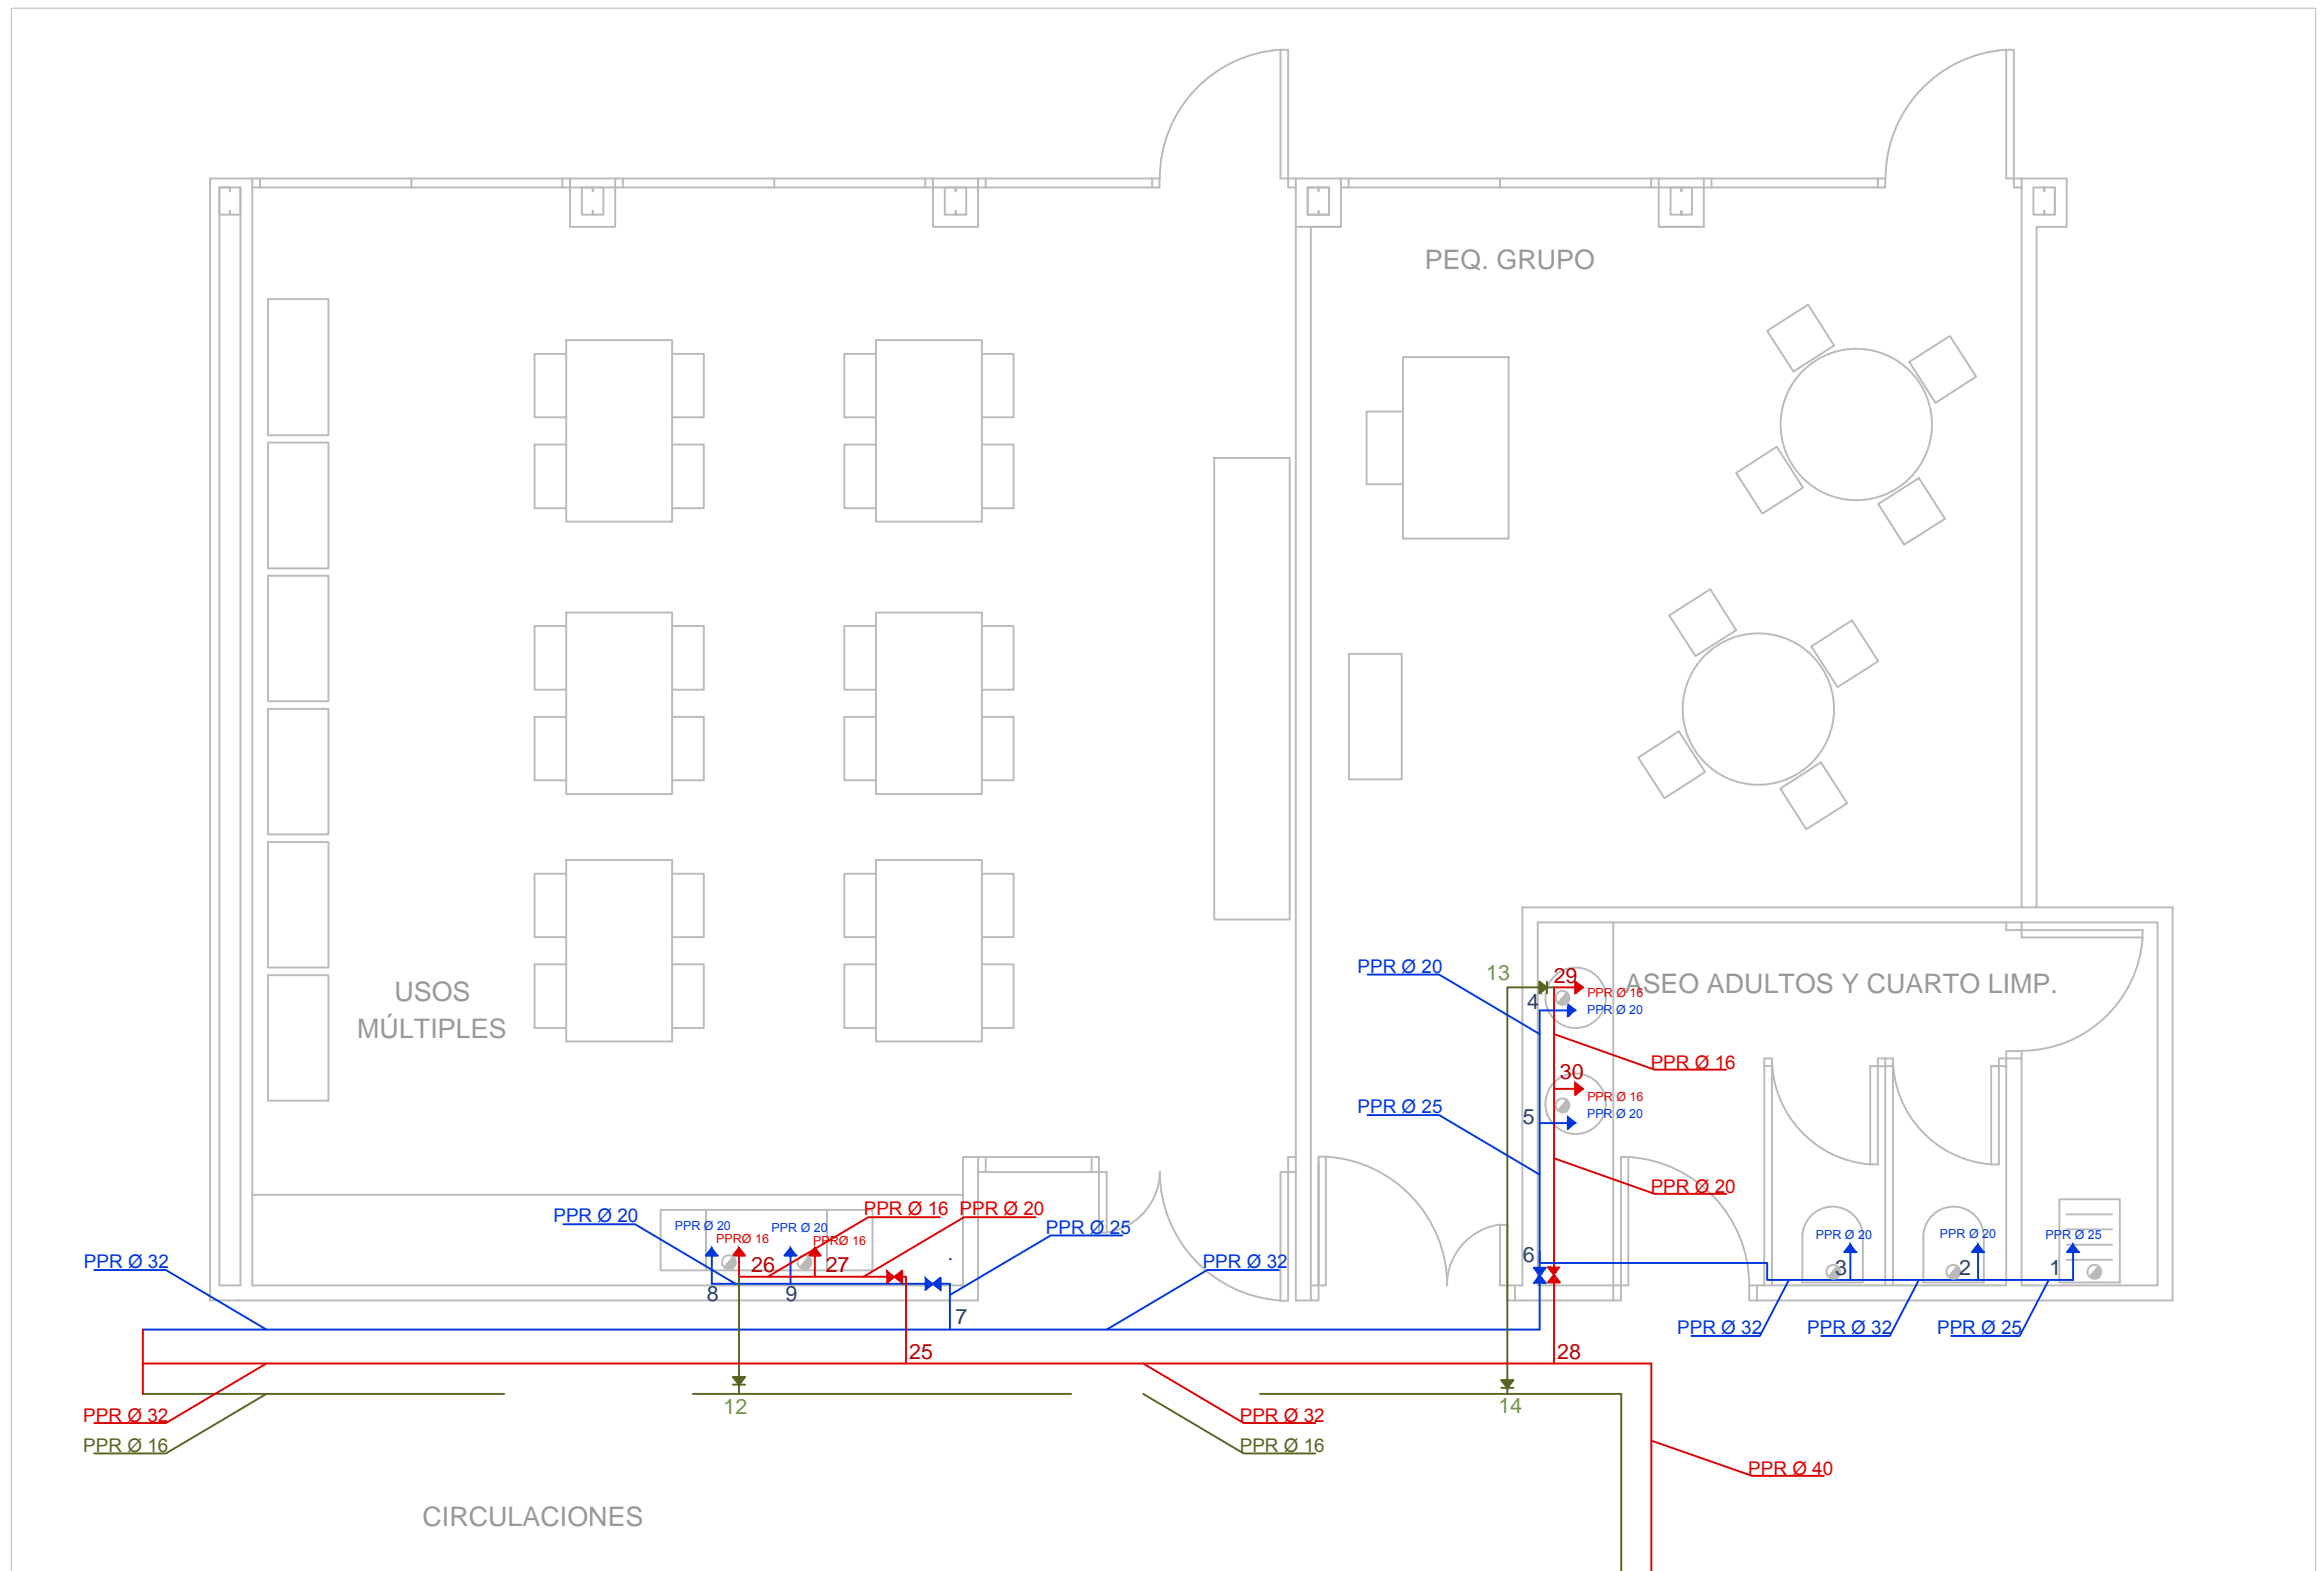 PEQ. GRUPO
PPR Ø 20
13
29
ASEO ADULTOS Y CUARTO LIMP.
PPR Ø 16
4
PPR Ø 20
USOS
MÚLTIPLES
PPR Ø 16
30
PPR Ø 16
PPR Ø 25
5
PPR Ø 20
PPR Ø 20
PPR Ø 20
PPR Ø 16
PPR Ø 20
PPR Ø 25
PPR Ø 20
PPRØ 16
PPR Ø 20
PPRØ 16
PPR Ø 20
PPR Ø 20
PPR Ø 25
PPR Ø 32
26
27
PPR Ø 32
6
3
2
1
8
9
7
PPR Ø 32
PPR Ø 32
PPR Ø 25
25
28
12
14
PPR Ø 32
PPR Ø 32
PPR Ø 16
PPR Ø 16
PPR Ø 40
CIRCULACIONES